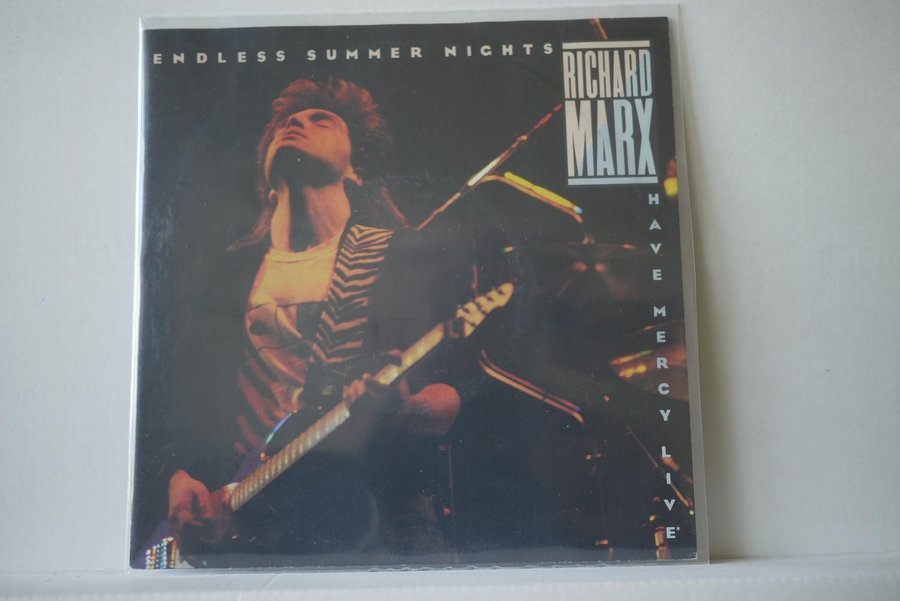 ENDLESS SUMMER NIGHTS
RICHARD
MARX
HAVE MERCY LIVE*